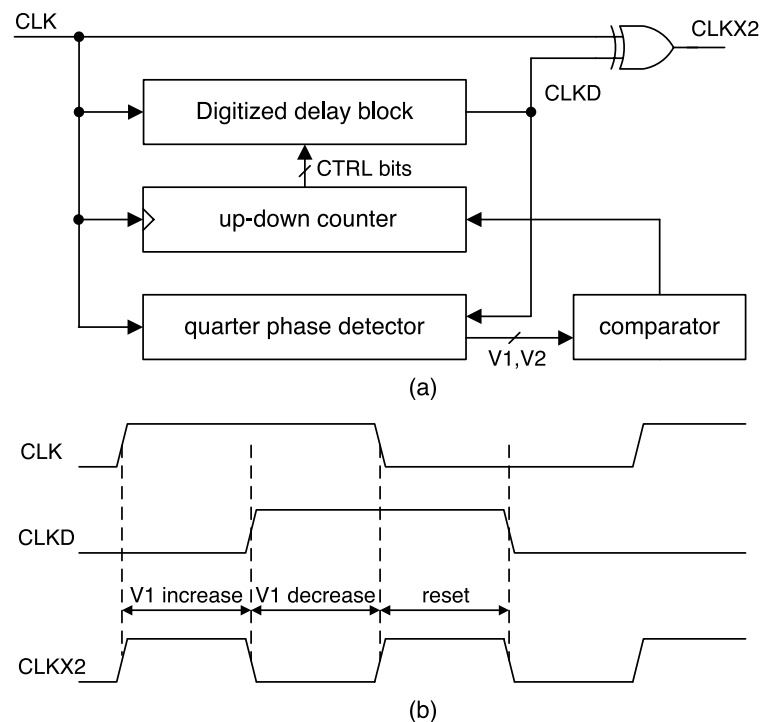 CLK
CLKX2
Digitized delay block
CLKD
CTRL bits
up-down counter
quarter phase detector
comparator
V1,V2
(a)
CLK
CLKD
V1 increase
V1 decrease
reset
CLKX2
(b)